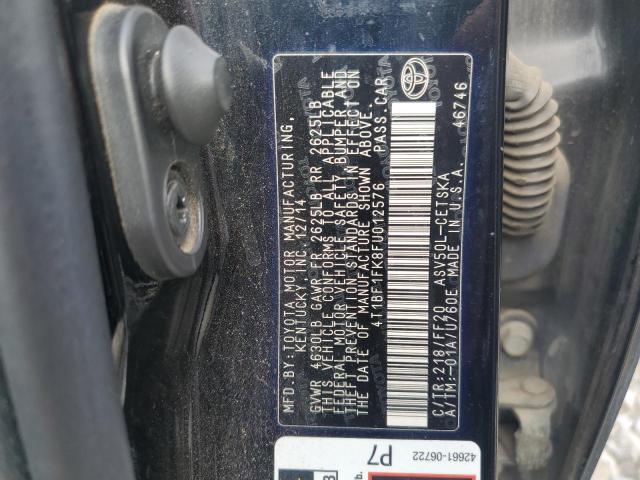 MFD.BY:TOYOTA MOTOR MANUFACTURING,
KENTUCKY, INC. 12/14
GVWR 4630LB GAWR FR 2625LB RR 2625LB
THIS VEHICLE CONFORMS TO ALL APPLICABLE
FEDERAL MOTOR VEHICLE SAFETY, BUMPER, AND
THEFT PREVENTION STANDARDS IN EFFECT ON
THE DATE OF MANUFACTURE SHOWN ABOVE.
4T1BF1FK8FU012576 PASS.CAR
C/TR:218/FF20 ASV50L-CETSKA
A/TM:-01A/U760E MADE IN U.S.A. 46746
TOYOTA
42661-06722
P7